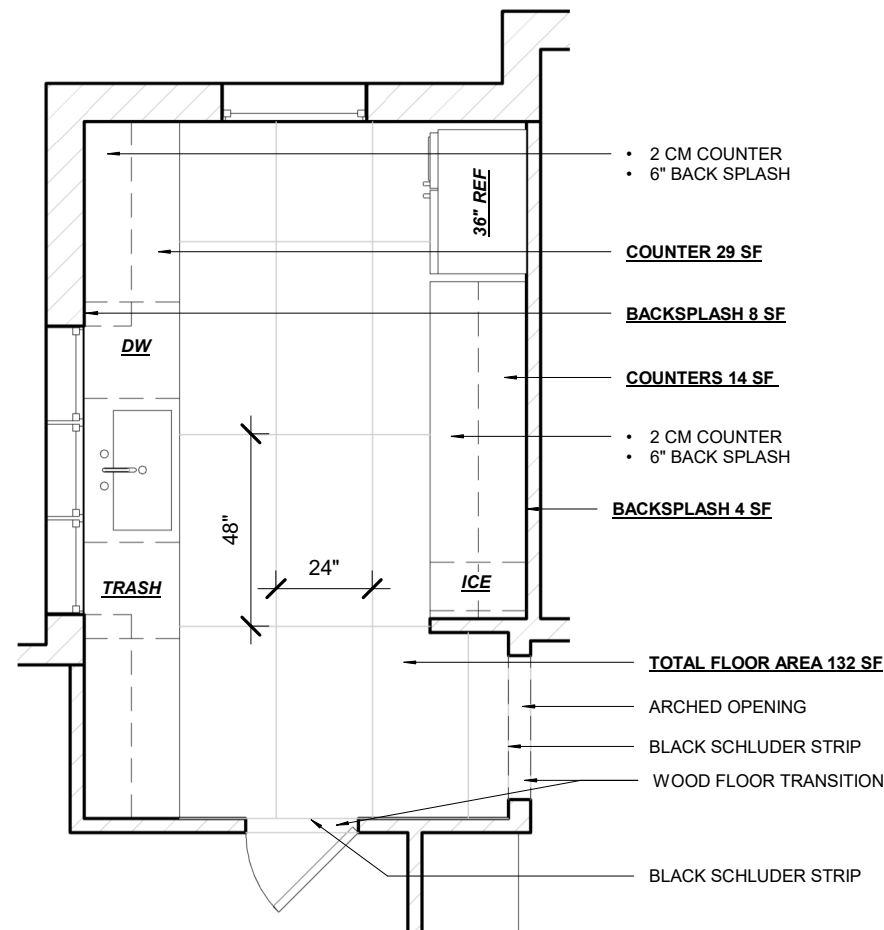 • 2 CM COUNTER
• 6" BACK SPLASH
36" REF
COUNTER 29 SF
BACKSPLASH 8 SF
DW
COUNTERS 14 SF
• 2 CM COUNTER
• 6" BACK SPLASH
BACKSPLASH 4 SF
48"
24"
TRASH
ICE
TOTAL FLOOR AREA 132 SF
ARCHED OPENING
BLACK SCHLUDER STRIP
WOOD FLOOR TRANSITION
BLACK SCHLUDER STRIP